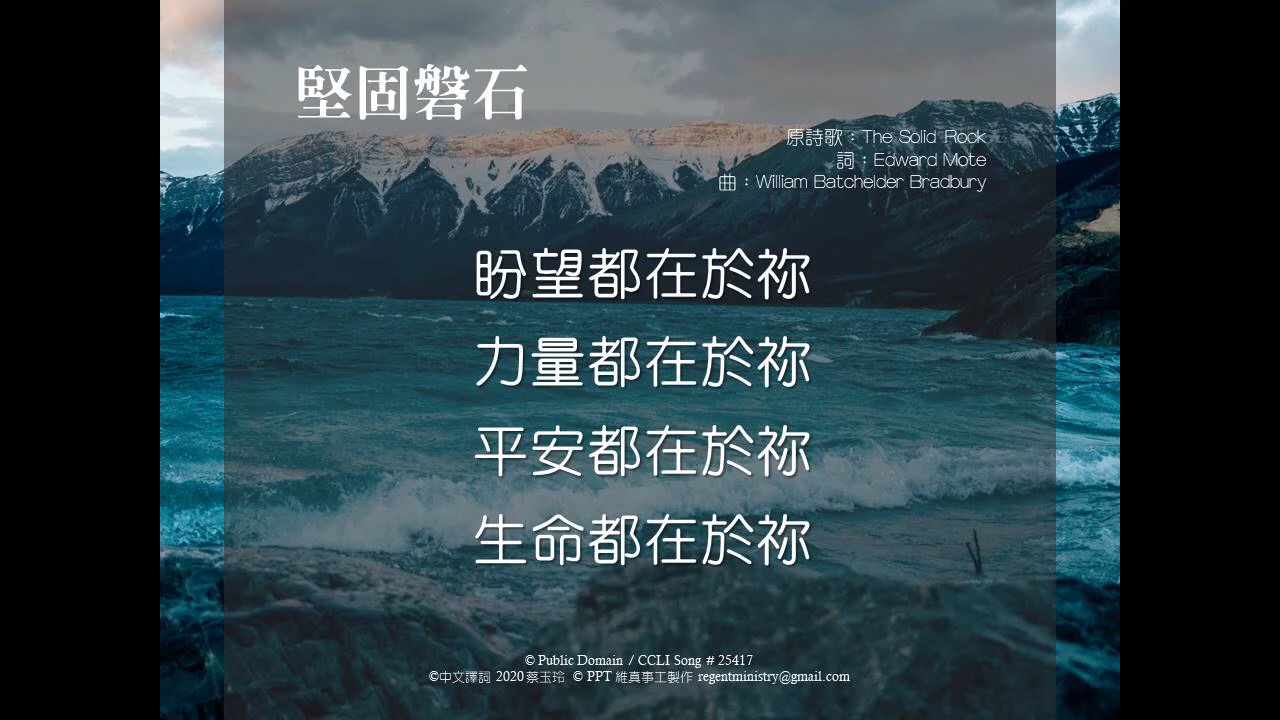 堅固磐石
原詩歌：The Solid Rock
詞：Edward Mote
曲：William Batchelder Bradbury
盼望都在於祢
力量都在於祢
平安都在於祢
生命都在於祢
© Public Domain / CCLI Song # 25417
©中文譯詞 2020 蔡玉玲 © PPT 維真事工製作 regentministry@gmail.com